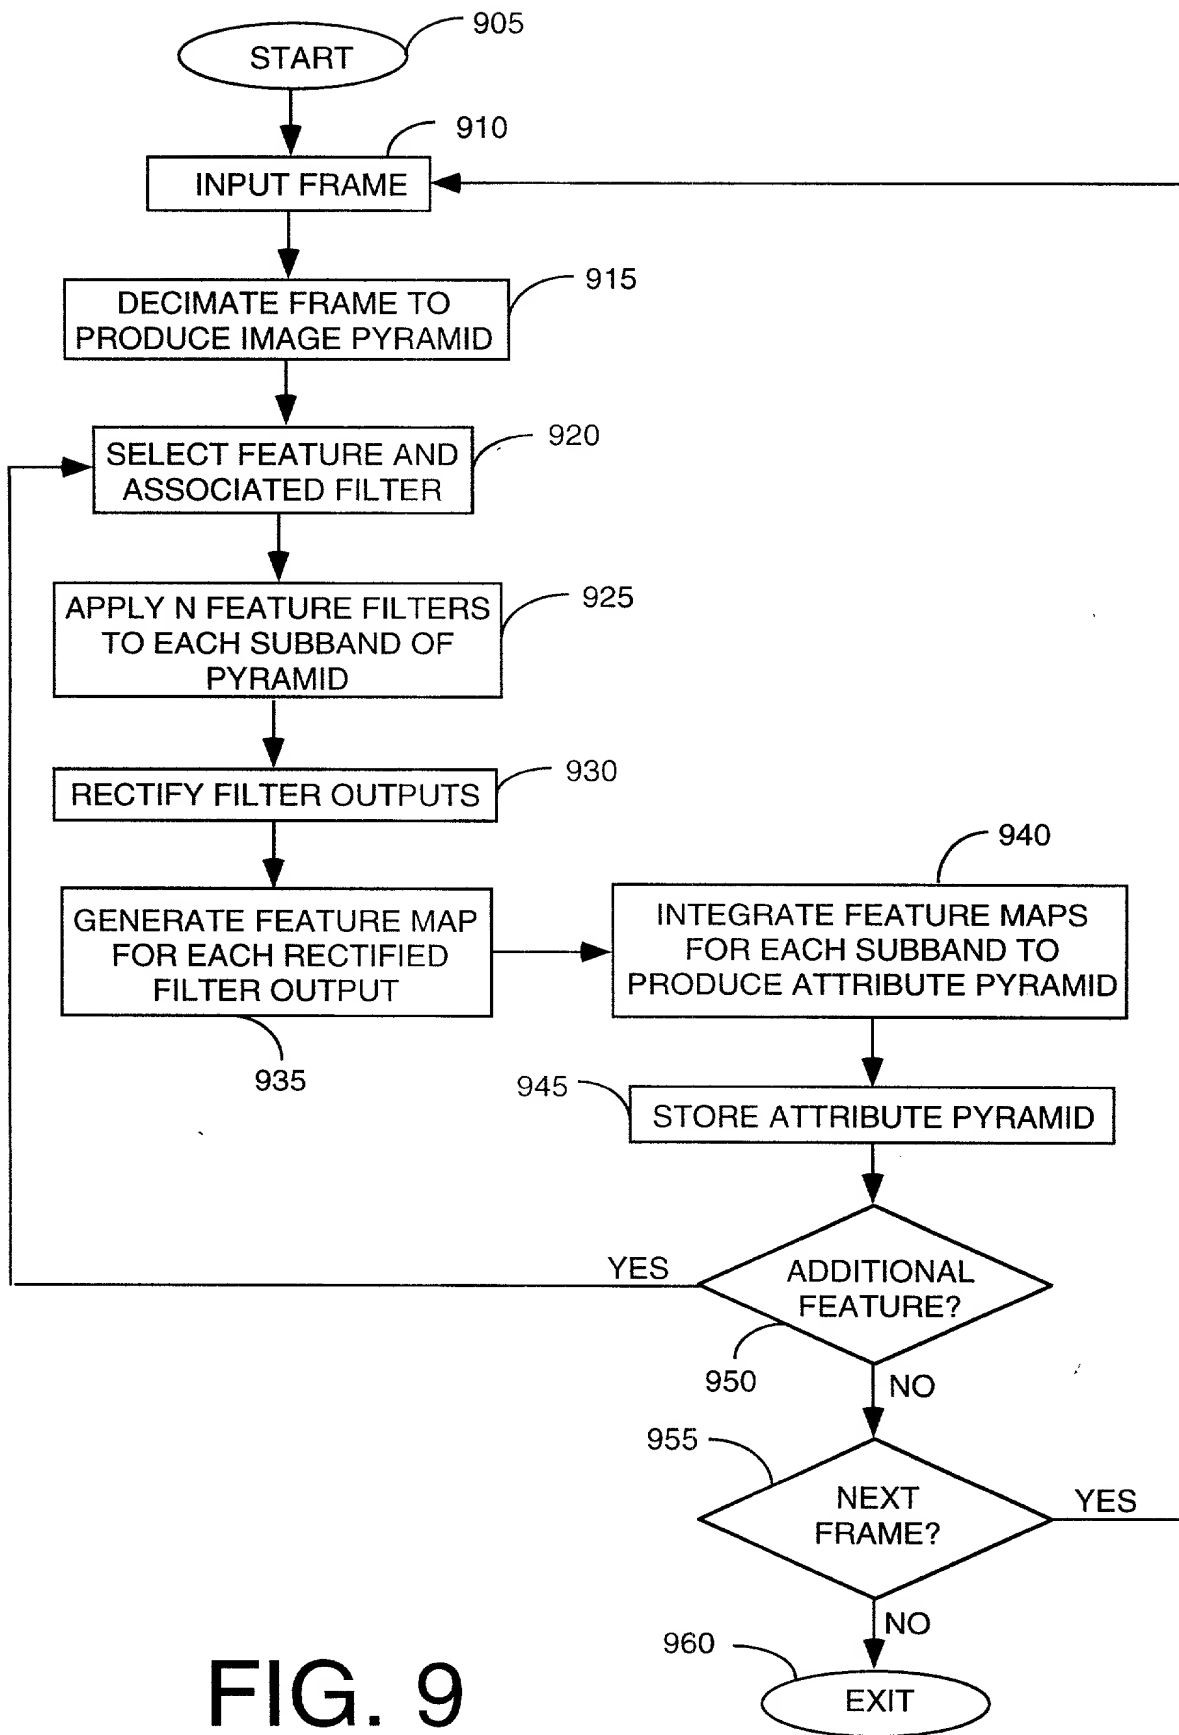 905
START
910
INPUT FRAME
915
DECIMATE FRAME TO
PRODUCE IMAGE PYRAMID
920
SELECT FEATURE AND
ASSOCIATED FILTER
925
APPLY N FEATURE FILTERS
TO EACH SUBBAND OF
PYRAMID
930
RECTIFY FILTER OUTPUTS
GENERATE FEATURE MAP
FOR EACH RECTIFIED
FILTER OUTPUT
935
940
INTEGRATE FEATURE MAPS
FOR EACH SUBBAND TO
PRODUCE ATTRIBUTE PYRAMID
945
STORE ATTRIBUTE PYRAMID
YES
ADDITIONAL
FEATURE?
950
NO
955
NEXT
FRAME?
YES
NO
960
EXIT
FIG. 9